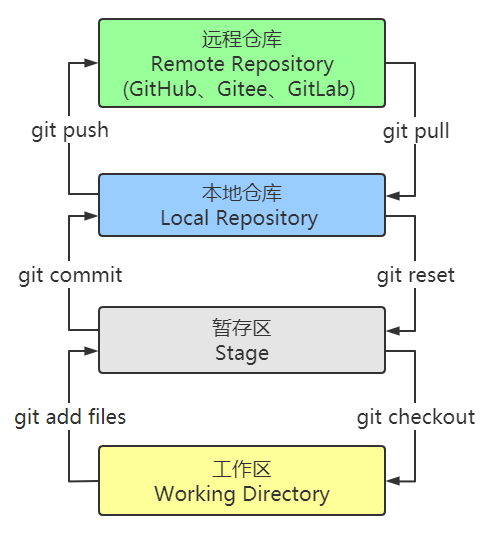 远程仓库
Remote Repository
(GitHub、Gitee、GitLab)
git push
git pull
本地仓库
Local Repository
git commit
git reset
暂存区
Stage
git add files
git checkout
工作区
Working Directory